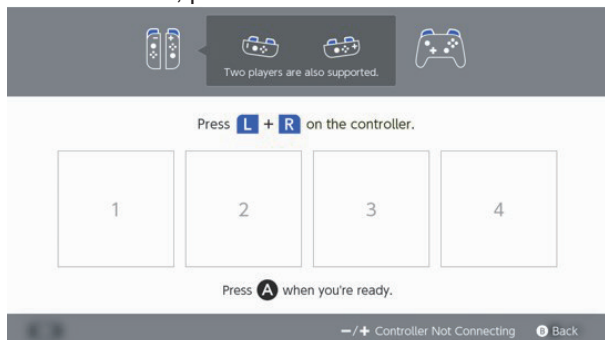 Two players are also supported.
Press L + R on the controller.
1 2 3 4
Press A when you're ready.
−/+ Controller Not Connecting B Back